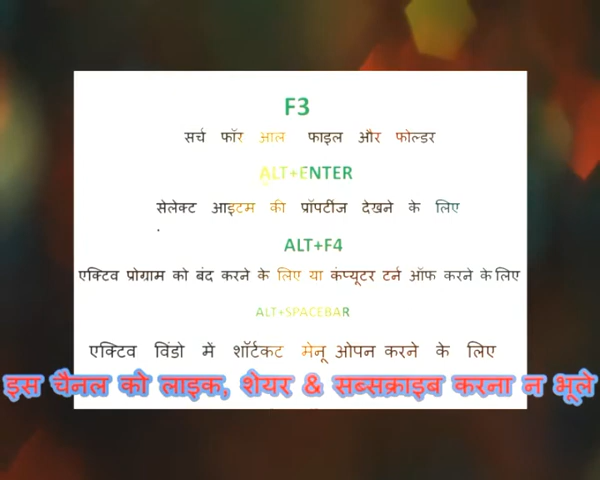 F3
सर्च फॉर आल फाइल और फोल्डर
ALT+ENTER
सेलेक्ट आइटम की प्रॉपर्टीज देखने के लिए
ALT+F4
एक्टिव प्रोग्राम को बंद करने के लिए या कंप्यूटर टर्न ऑफ करने के लिए
ALT+SPACEBAR
एक्टिव विंडो में शॉर्टकट मेनू ओपन करने के लिए
इस चैनल को लाइक, शेयर & सब्सक्राइब करना न भूले